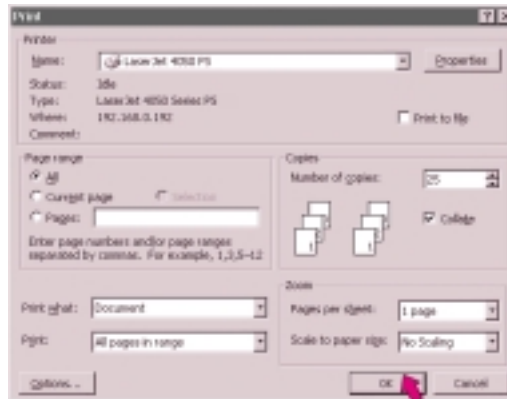 Print
Printer
Name: LaserJet 4050 PS
Properties
Status: Idle
Type: LaserJet 4050 Series PS
Where: 192.168.0.192
Comment:
Print to file
Page range
All
Current page Selection
Pages:
Enter page numbers and/or page ranges
separated by commas. For example, 1,3,5-12
Copies
Number of copies: 25
Collate
Print what: Document
Print: All pages in range
Zoom
Pages per sheet: 1 page
Scale to paper size: No Scaling
Options...
OK
Cancel